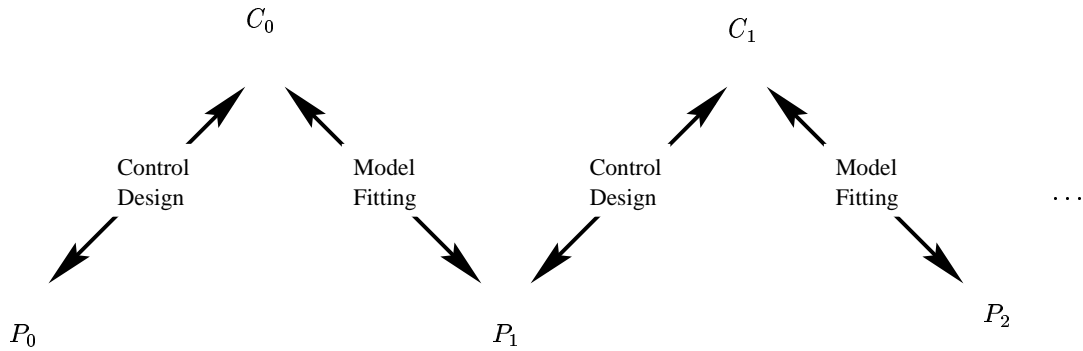 C₀ C₁
Control Model Control Model
Design Fitting Design Fitting
...
P₀ P₁ P₂